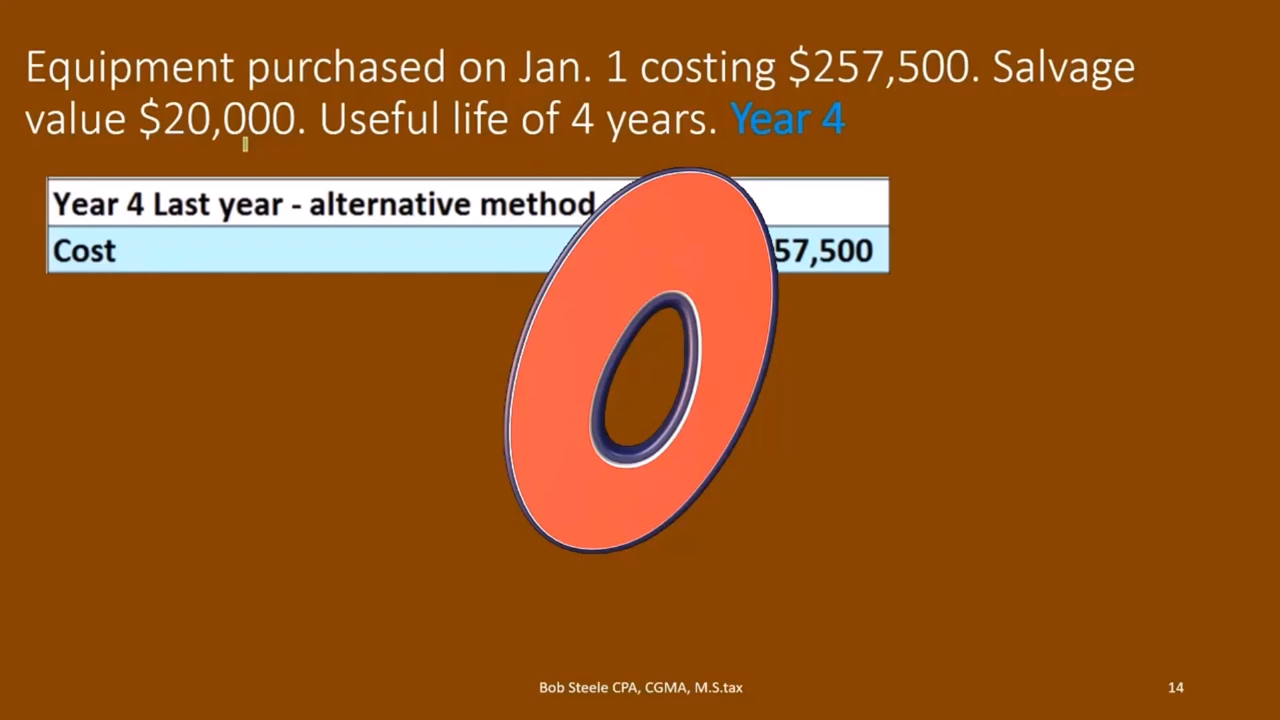 Equipment purchased on Jan. 1 costing $257,500. Salvage
value $20,000. Useful life of 4 years. Year 4
Year 4 Last year - alternative method
Cost 57,500
O
Bob Steele CPA, CGMA, M.S.tax 14